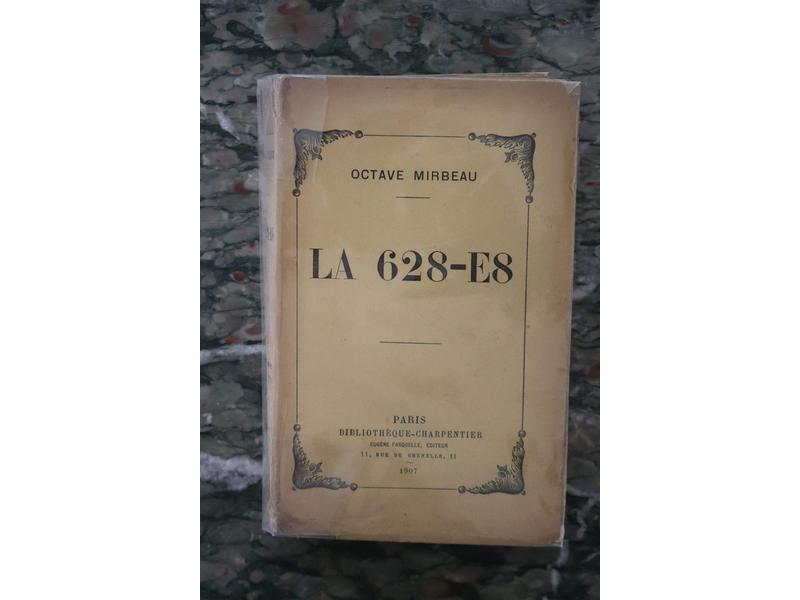 OCTAVE MIRBEAU
LA 628-E8
PARIS
BIBLIOTHÈQUE-CHARPENTIER
EUGÈNE FASQUELLE, ÉDITEUR
11, RUE DE GRENELLE, 11
1907